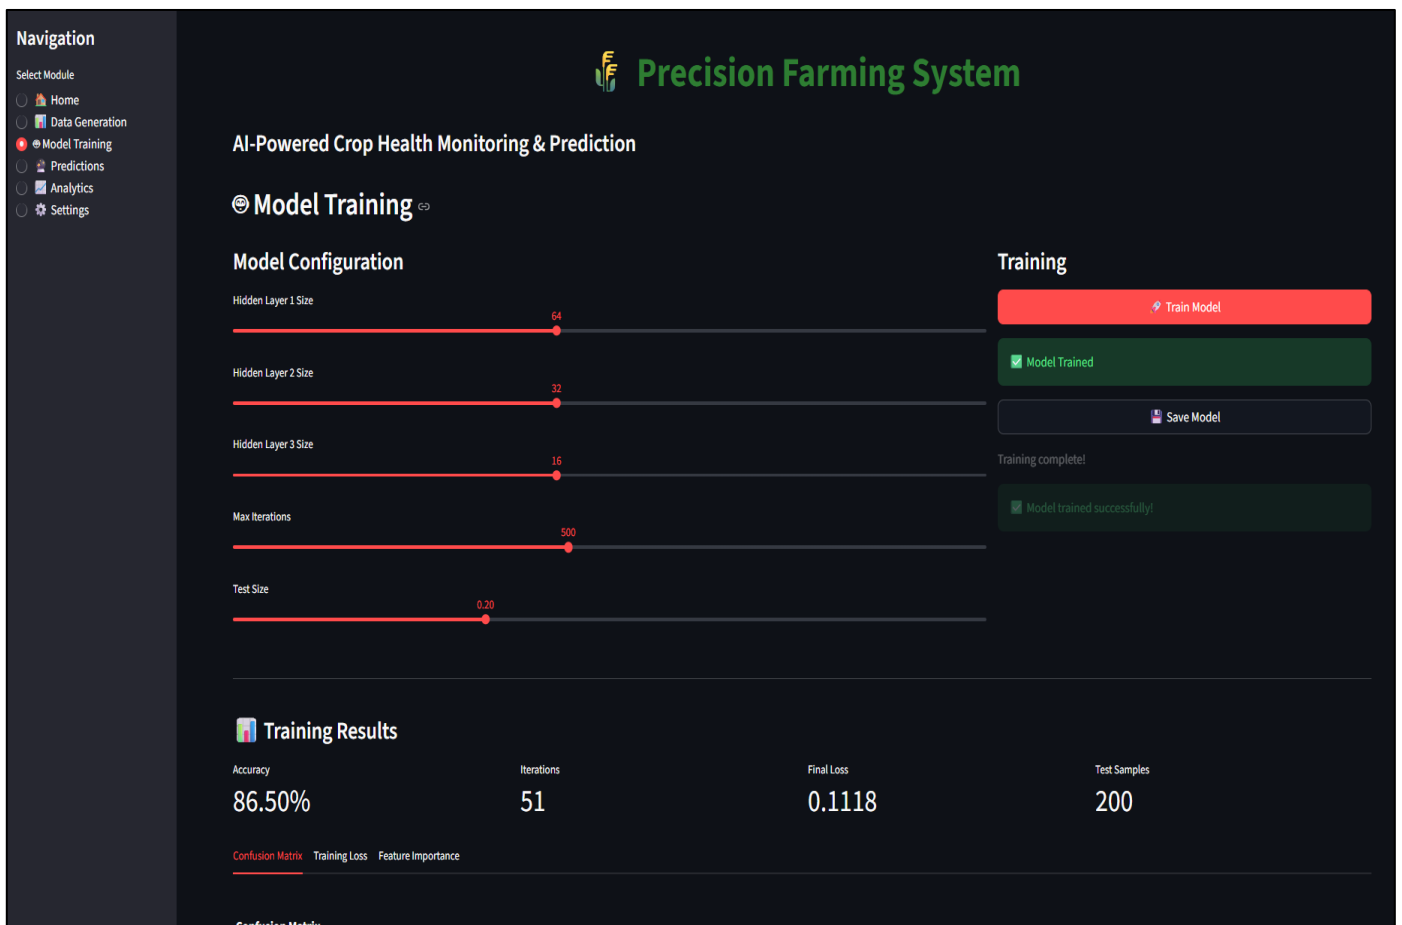 Navigation
Select Module
Home
Data Generation
Model Training
Predictions
Analytics
Settings
Precision Farming System
AI-Powered Crop Health Monitoring & Prediction
Model Training
Model Configuration
Hidden Layer 1 Size
64
Hidden Layer 2 Size
32
Hidden Layer 3 Size
16
Max Iterations
500
Test Size
0.20
Training
Train Model
Model Trained
Save Model
Training complete!
Model trained successfully!
Training Results
Accuracy
86.50%
Iterations
51
Final Loss
0.1118
Test Samples
200
Confusion Matrix Training Loss Feature Importance
Confusion Matrix